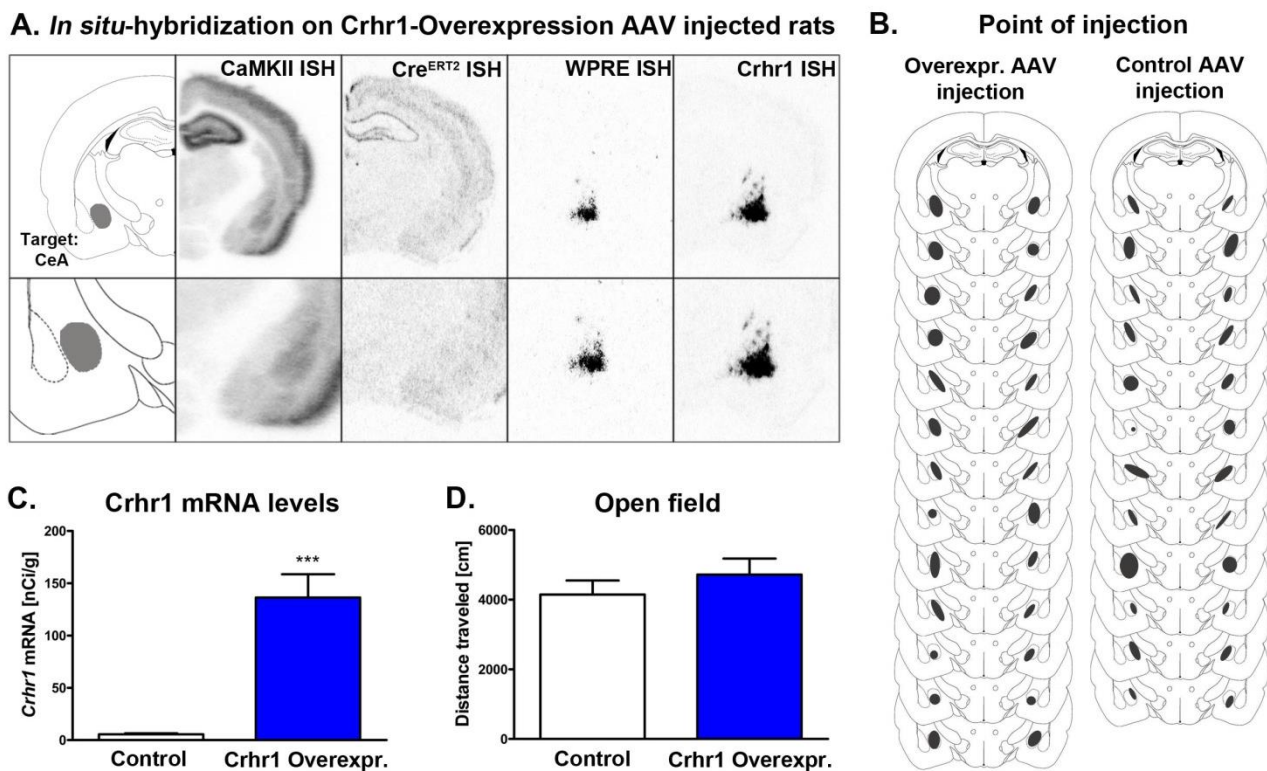 A. In situ-hybridization on Crhr1-Overexpression AAV injected rats
CaMKII ISH
CreERT2 ISH
WPRE ISH
Crhr1 ISH
Target:
CeA
B. Point of injection
Overexpr. AAV
injection
Control AAV
injection
C. Crhr1 mRNA levels
Crhr1 mRNA [nCi/g]
200
150
100
50
0
***
Control
Crhr1 Overexpr.
D. Open field
Distance traveled [cm]
6000
4000
2000
0
Control
Crhr1 Overexpr.